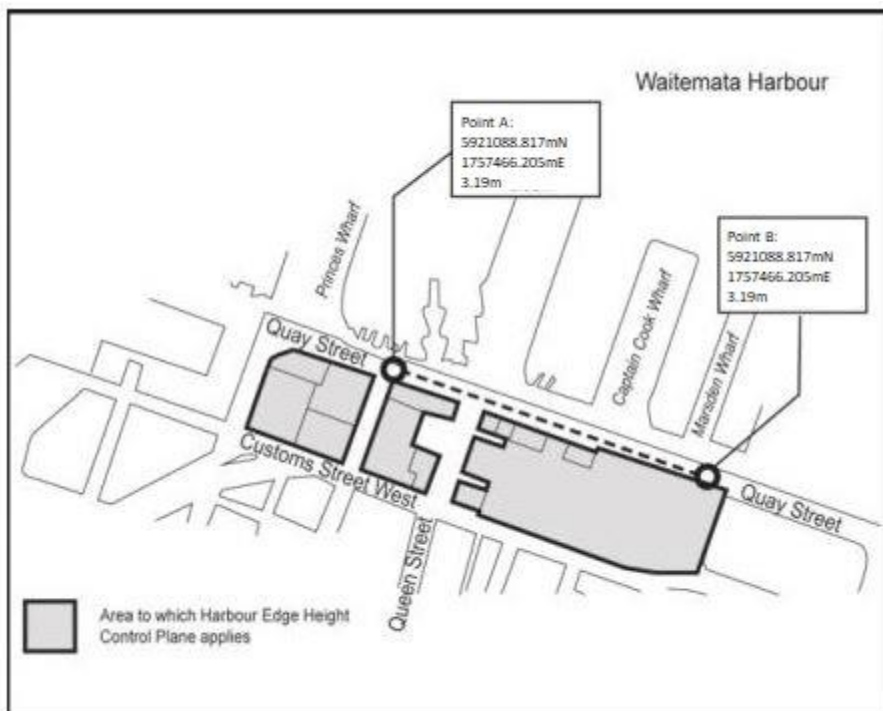 Waitemata Harbour
Point A:
5921088.817mN
1757466.205mE
3.19m
Point B:
5921088.817mN
1757466.205mE
3.19m
Princes Wharf
Captain Cook Wharf
Marsden Wharf
Quay Street
Quay Street
Customs Street West
Queen Street
Area to which Harbour Edge Height
Control Plane applies